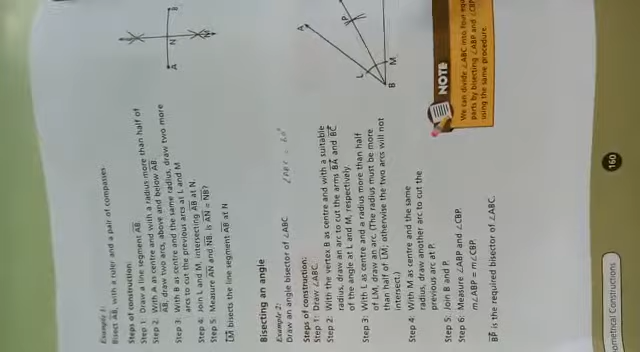 Example 1:
Bisect AB, with a ruler and a pair of compasses.
Steps of construction:
Step 1: Draw a line segment AB.
Step 2: With A as centre and with a radius more than half of
AB, draw two arcs, above and below AB.
Step 3: With B as centre and the same radius, draw two more
arcs to cut the previous arcs at L and M
Step 4: Join L and M, intersecting AB at N.
Step 5: Measure AN and NB. Is AN = NB?
LM bisects the line segment AB at N
A
N
B
Bisecting an angle
Example 2:
Draw an angle bisector of ∠ABC.
Steps of construction:
Step 1: Draw ∠ABC.
Step 2: With the vertex B as centre and with a suitable
radius, draw an arc to cut the arms BA and BC
of the angle at L and M, respectively.
Step 3: With L as centre and a radius more than half
of LM, draw an arc. (The radius must be more
than half of LM; otherwise the two arcs will not
intersect.)
Step 4: With M as centre and the same
radius, draw another arc to cut the
previous arc at P.
Step 5: Join B and P.
Step 6: Measure ∠ABP and ∠CBP.
m∠ABP = m∠CBP.
BP is the required bisector of ∠ABC.
A
P
L
B
M
NOTE
We can divide ∠ABC into four equ
parts by bisecting ∠ABP and ∠CBP
using the same procedure.
ometrical Constructions
160